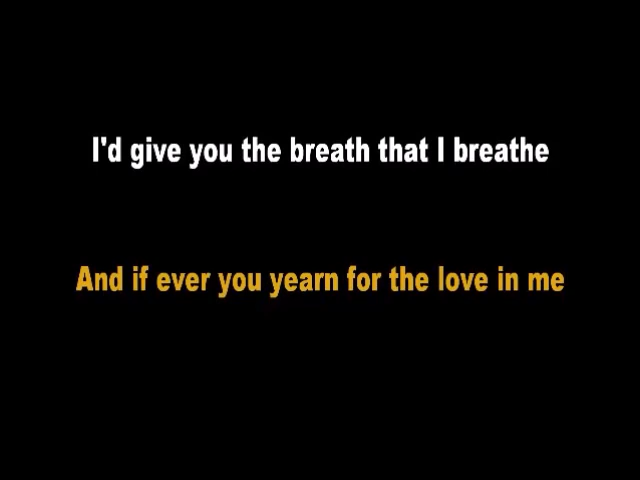 I'd give you the breath that I breathe
And if ever you yearn for the love in me